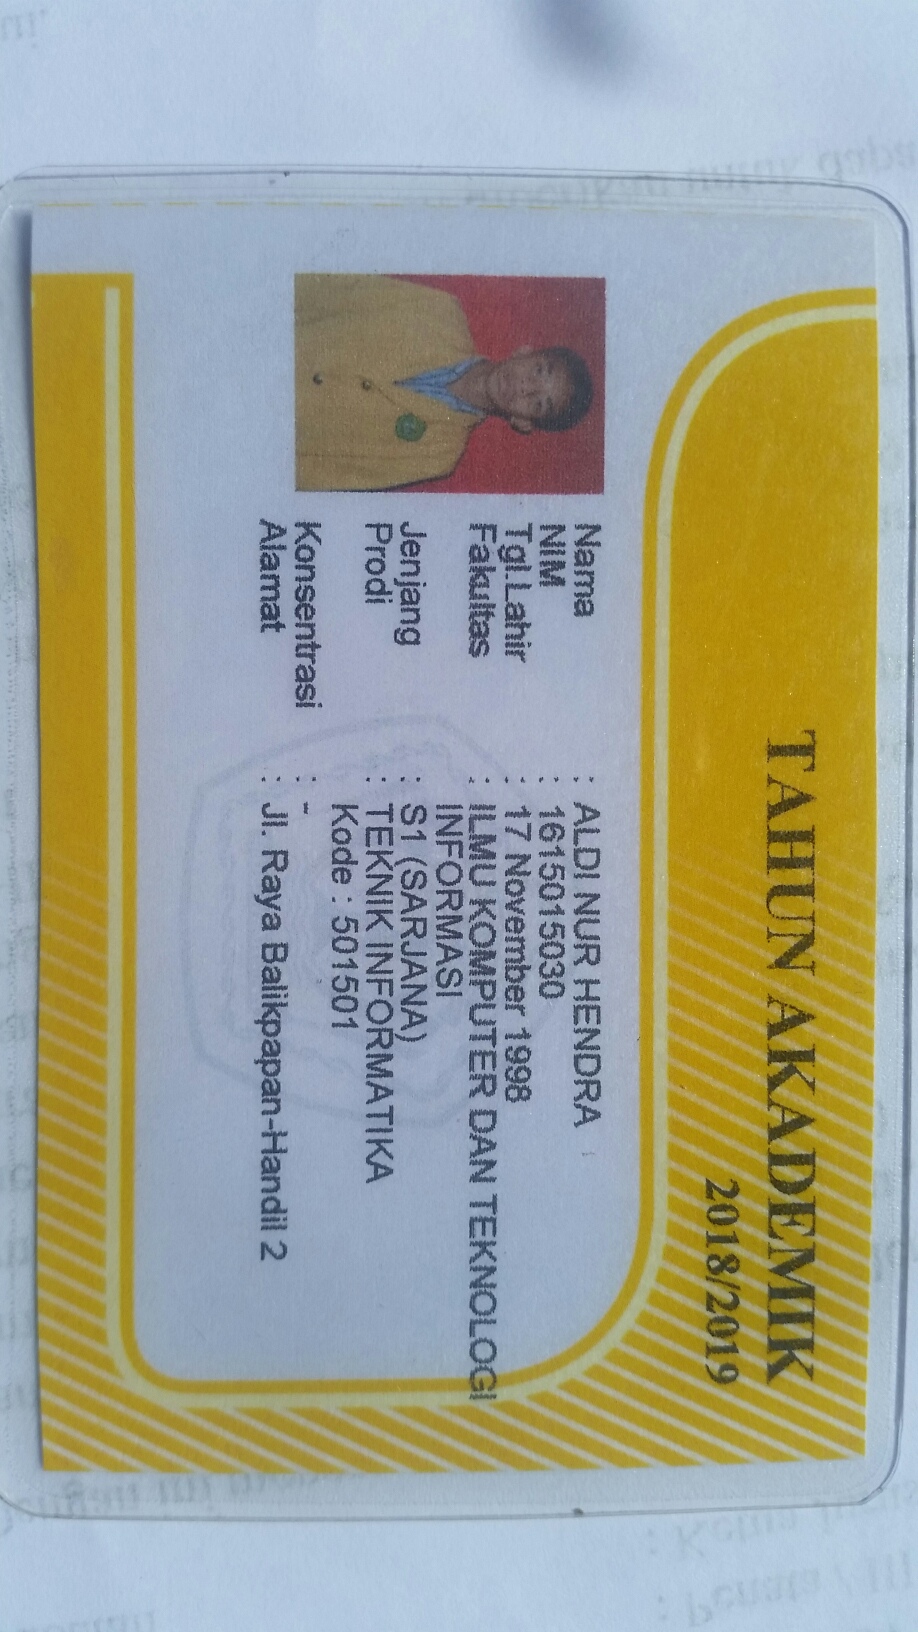 TAHUN AKADEMIK
2018/2019
Nama : ALDI NUR HENDRA
NIM : 1615015030
Tgl.Lahir : 17 November 1998
Fakultas : ILMU KOMPUTER DAN TEKNOLOGI
INFORMASI
Jenjang : S1 (SARJANA)
Prodi : TEKNIK INFORMATIKA
Kode : 501501
Konsentrasi : -
Alamat : Jl. Raya Balikpapan-Handil 2